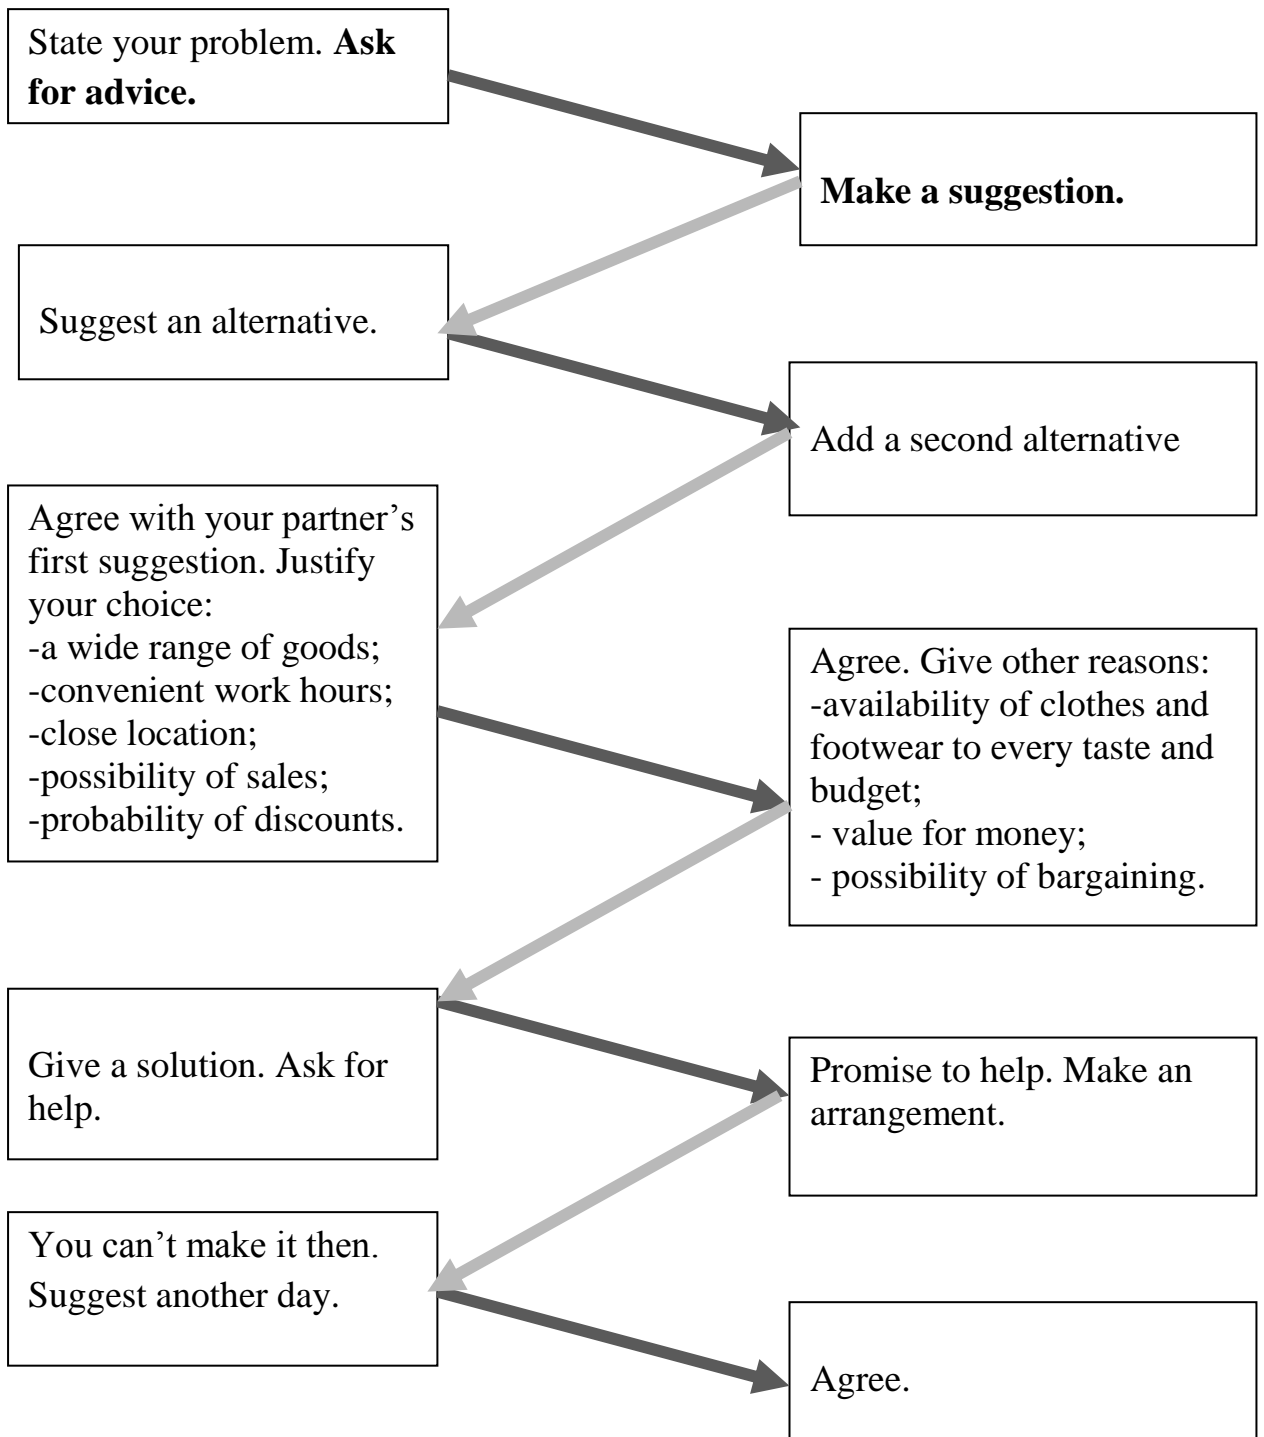 State your problem. Ask
for advice.
Make a suggestion.
Suggest an alternative.
Add a second alternative
Agree with your partner’s
first suggestion. Justify
your choice:
-a wide range of goods;
-convenient work hours;
-close location;
-possibility of sales;
-probability of discounts.
Agree. Give other reasons:
-availability of clothes and
footwear to every taste and
budget;
- value for money;
- possibility of bargaining.
Give a solution. Ask for
help.
Promise to help. Make an
arrangement.
You can’t make it then.
Suggest another day.
Agree.